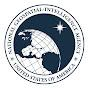 NATIONAL GEOSPATIAL-INTELLIGENCE AGENCY
UNITED STATES OF AMERICA